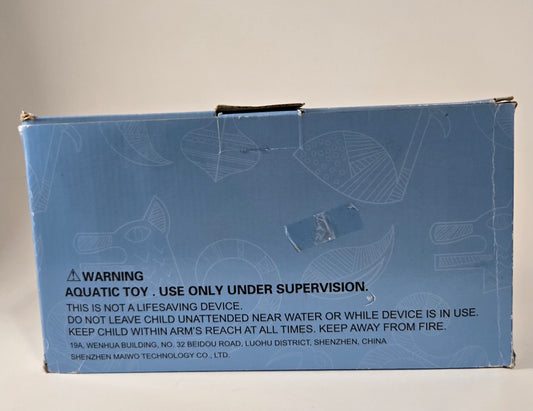 ⚠WARNING
AQUATIC TOY . USE ONLY UNDER SUPERVISION.
THIS IS NOT A LIFESAVING DEVICE.
DO NOT LEAVE CHILD UNATTENDED NEAR WATER OR WHILE DEVICE IS IN USE.
KEEP CHILD WITHIN ARM'S REACH AT ALL TIMES. KEEP AWAY FROM FIRE.
19A, WENHUA BUILDING, NO. 32 BEIDOU ROAD, LUOHU DISTRICT, SHENZHEN, CHINA
SHENZHEN MAIWO TECHNOLOGY CO., LTD.